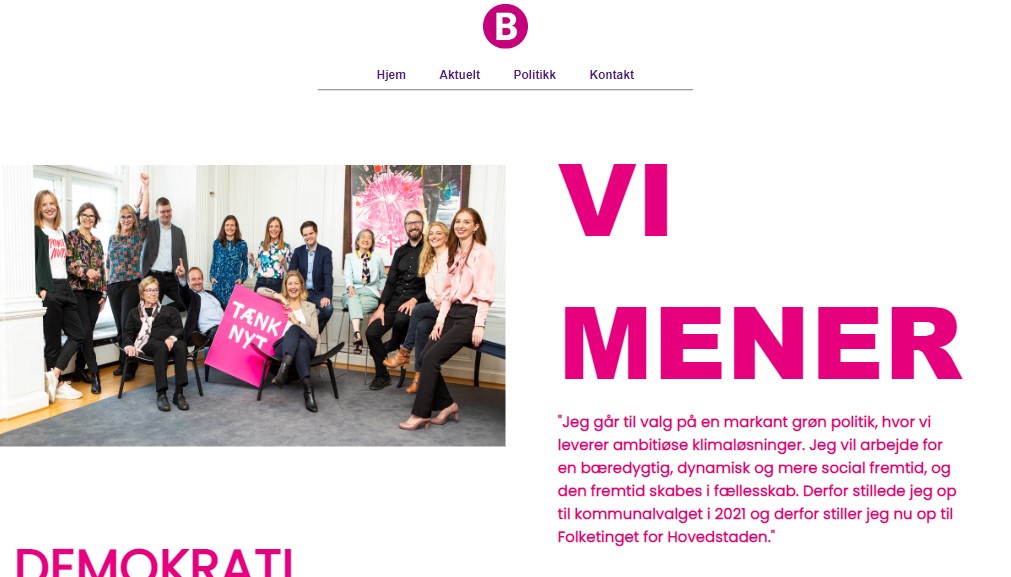 B
Hjem Aktuelt Politikk Kontakt
TÆNK
NYT
VI
MENER
"Jeg går til valg på en markant grøn politik, hvor vi
leverer ambitiøse klimaløsninger. Jeg vil arbejde for
en bæredygtig, dynamisk og mere social fremtid, og
den fremtid skabes i fællesskab. Derfor stillede jeg op
til kommunalvalget i 2021 og derfor stiller jeg nu op til
Folketinget for Hovedstaden."
DEMOKRATI